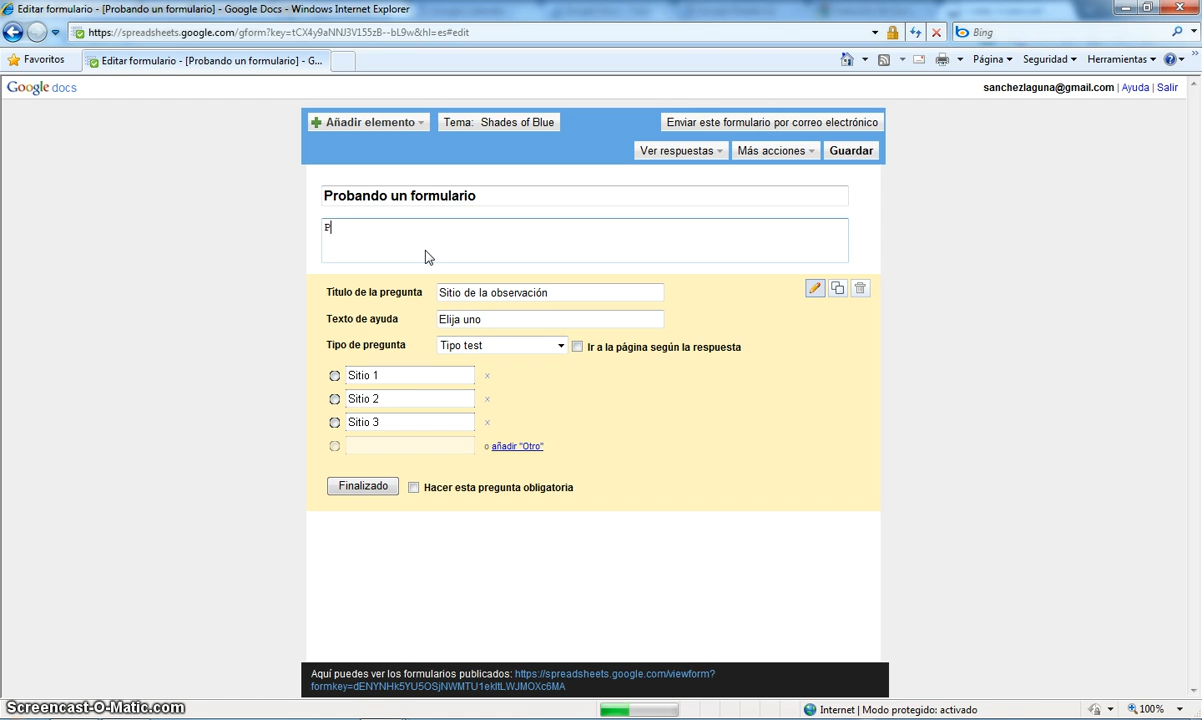 Editar formulario - [Probando un formulario] - Google Docs - Windows Internet Explorer
https://spreadsheets.google.com/gform?key=tCX4y9aNNJ3V155zB--bL9w&hl=es#edit
Bing
Favoritos
Editar formulario - [Probando un formulario] - G...
Página
Seguridad
Herramientas
Google docs
sanchezlaguna@gmail.com | Ayuda | Salir
Añadir elemento
Tema: Shades of Blue
Enviar este formulario por correo electrónico
Ver respuestas
Más acciones
Guardar
Probando un formulario
P
Título de la pregunta
Sitio de la observación
Texto de ayuda
Elija uno
Tipo de pregunta
Tipo test
Ir a la página según la respuesta
Sitio 1
Sitio 2
Sitio 3
o añadir "Otro"
Finalizado
Hacer esta pregunta obligatoria
Aquí puedes ver los formularios publicados: https://spreadsheets.google.com/viewform?
formkey=dENYNHk5YU5OSjNWMTU1ekItLWJMOXc6MA
Screencast-O-Matic.com
Internet | Modo protegido: activado
100%